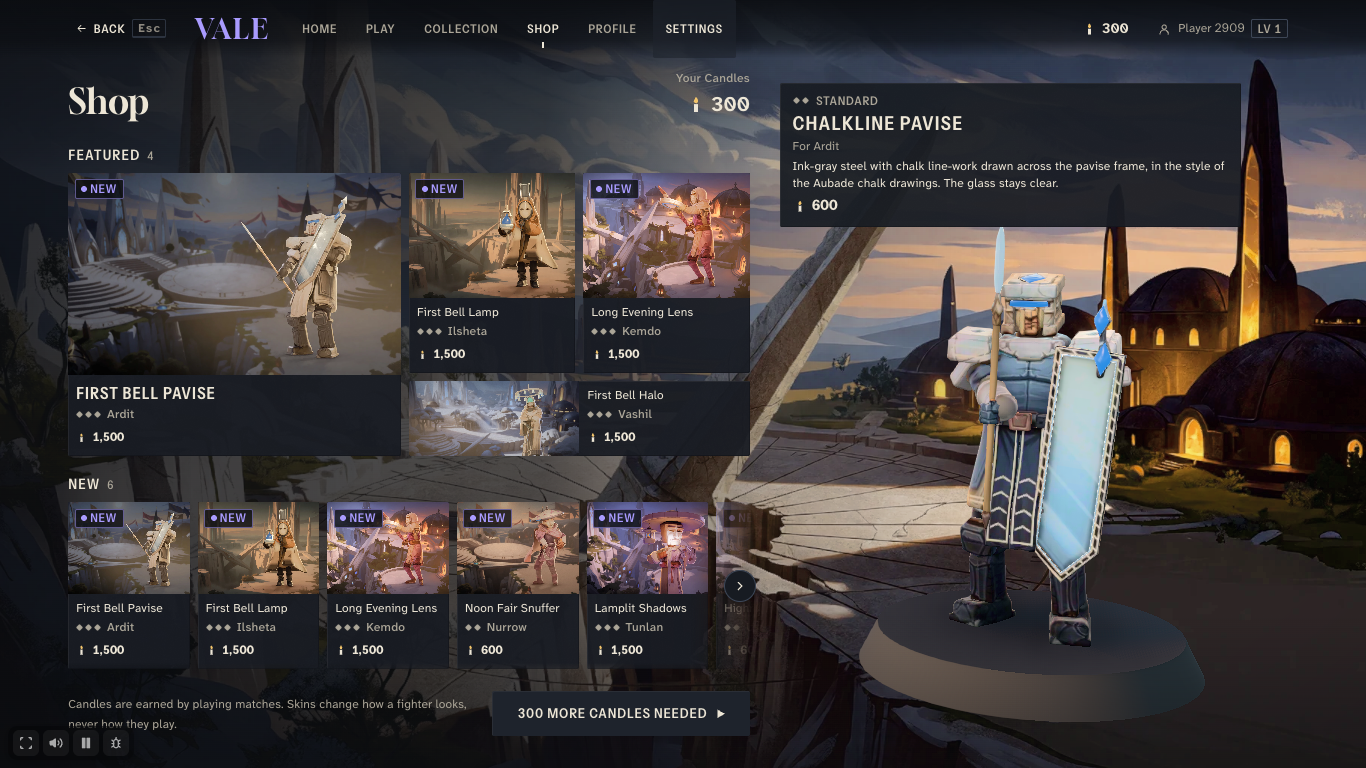 BACK Esc VALE HOME PLAY COLLECTION SHOP PROFILE SETTINGS 300 Player 2909 LV 1
Shop
Your Candles
300
FEATURED 4
NEW
FIRST BELL PAVISE
Ardit
1,500
NEW
First Bell Lamp
Ilsheta
1,500
NEW
Long Evening Lens
Kemdo
1,500
First Bell Halo
Vashil
1,500
NEW 6
NEW
First Bell Pavise
Ardit
1,500
NEW
First Bell Lamp
Ilsheta
1,500
NEW
Long Evening Lens
Kemdo
1,500
NEW
Noon Fair Snuffer
Nurrow
600
NEW
Lamplit Shadows
Tunlan
1,500
Candles are earned by playing matches. Skins change how a fighter looks,
never how they play.
300 MORE CANDLES NEEDED
STANDARD
CHALKLINE PAVISE
For Ardit
Ink-gray steel with chalk line-work drawn across the pavise frame, in the style of
the Aubade chalk drawings. The glass stays clear.
600